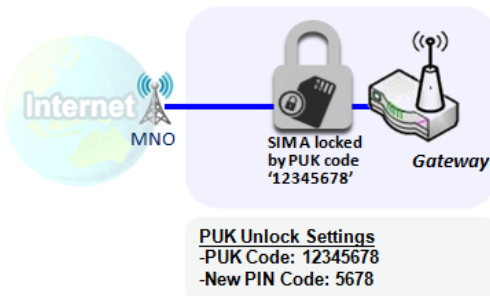 Internet
MNO
SIM A locked
by PUK code
‘12345678’
Gateway
PUK Unlock Settings
-PUK Code: 12345678
-New PIN Code: 5678